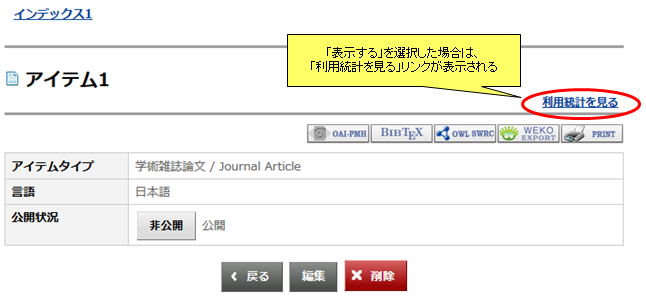 インデックス1
「表示する」を選択した場合は、
「利用統計を見る」リンクが表示される
アイテム1
利用統計を見る
OAI-PMH BIBTEX OWL SWRC WEKO EXPORT PRINT
アイテムタイプ 学術雑誌論文 / Journal Article
言語 日本語
公開状況 非公開 公開
戻る 編集 削除